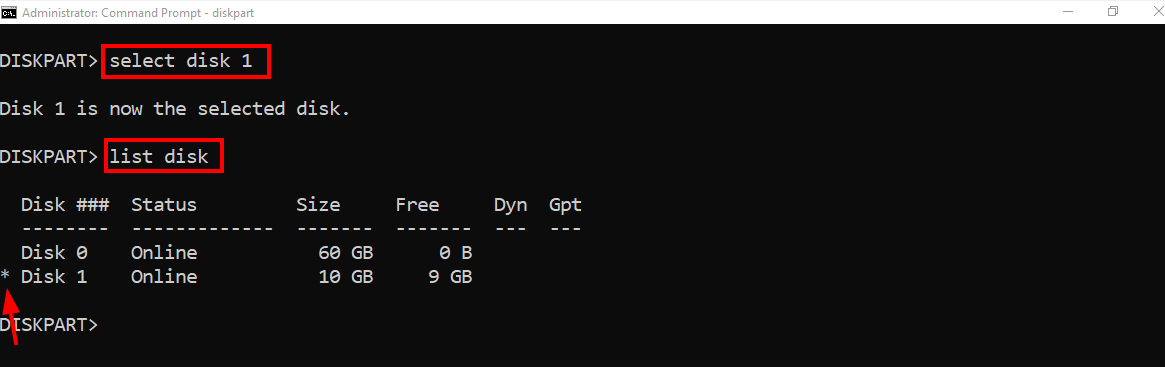 Administrator: Command Prompt - diskpart
DISKPART> select disk 1
Disk 1 is now the selected disk.
DISKPART> list disk
  Disk ###  Status         Size     Free     Dyn  Gpt
  --------  -------------  -------  -------  ---  ---
  Disk 0    Online           60 GB      0 B
* Disk 1    Online           10 GB     9 GB
DISKPART>